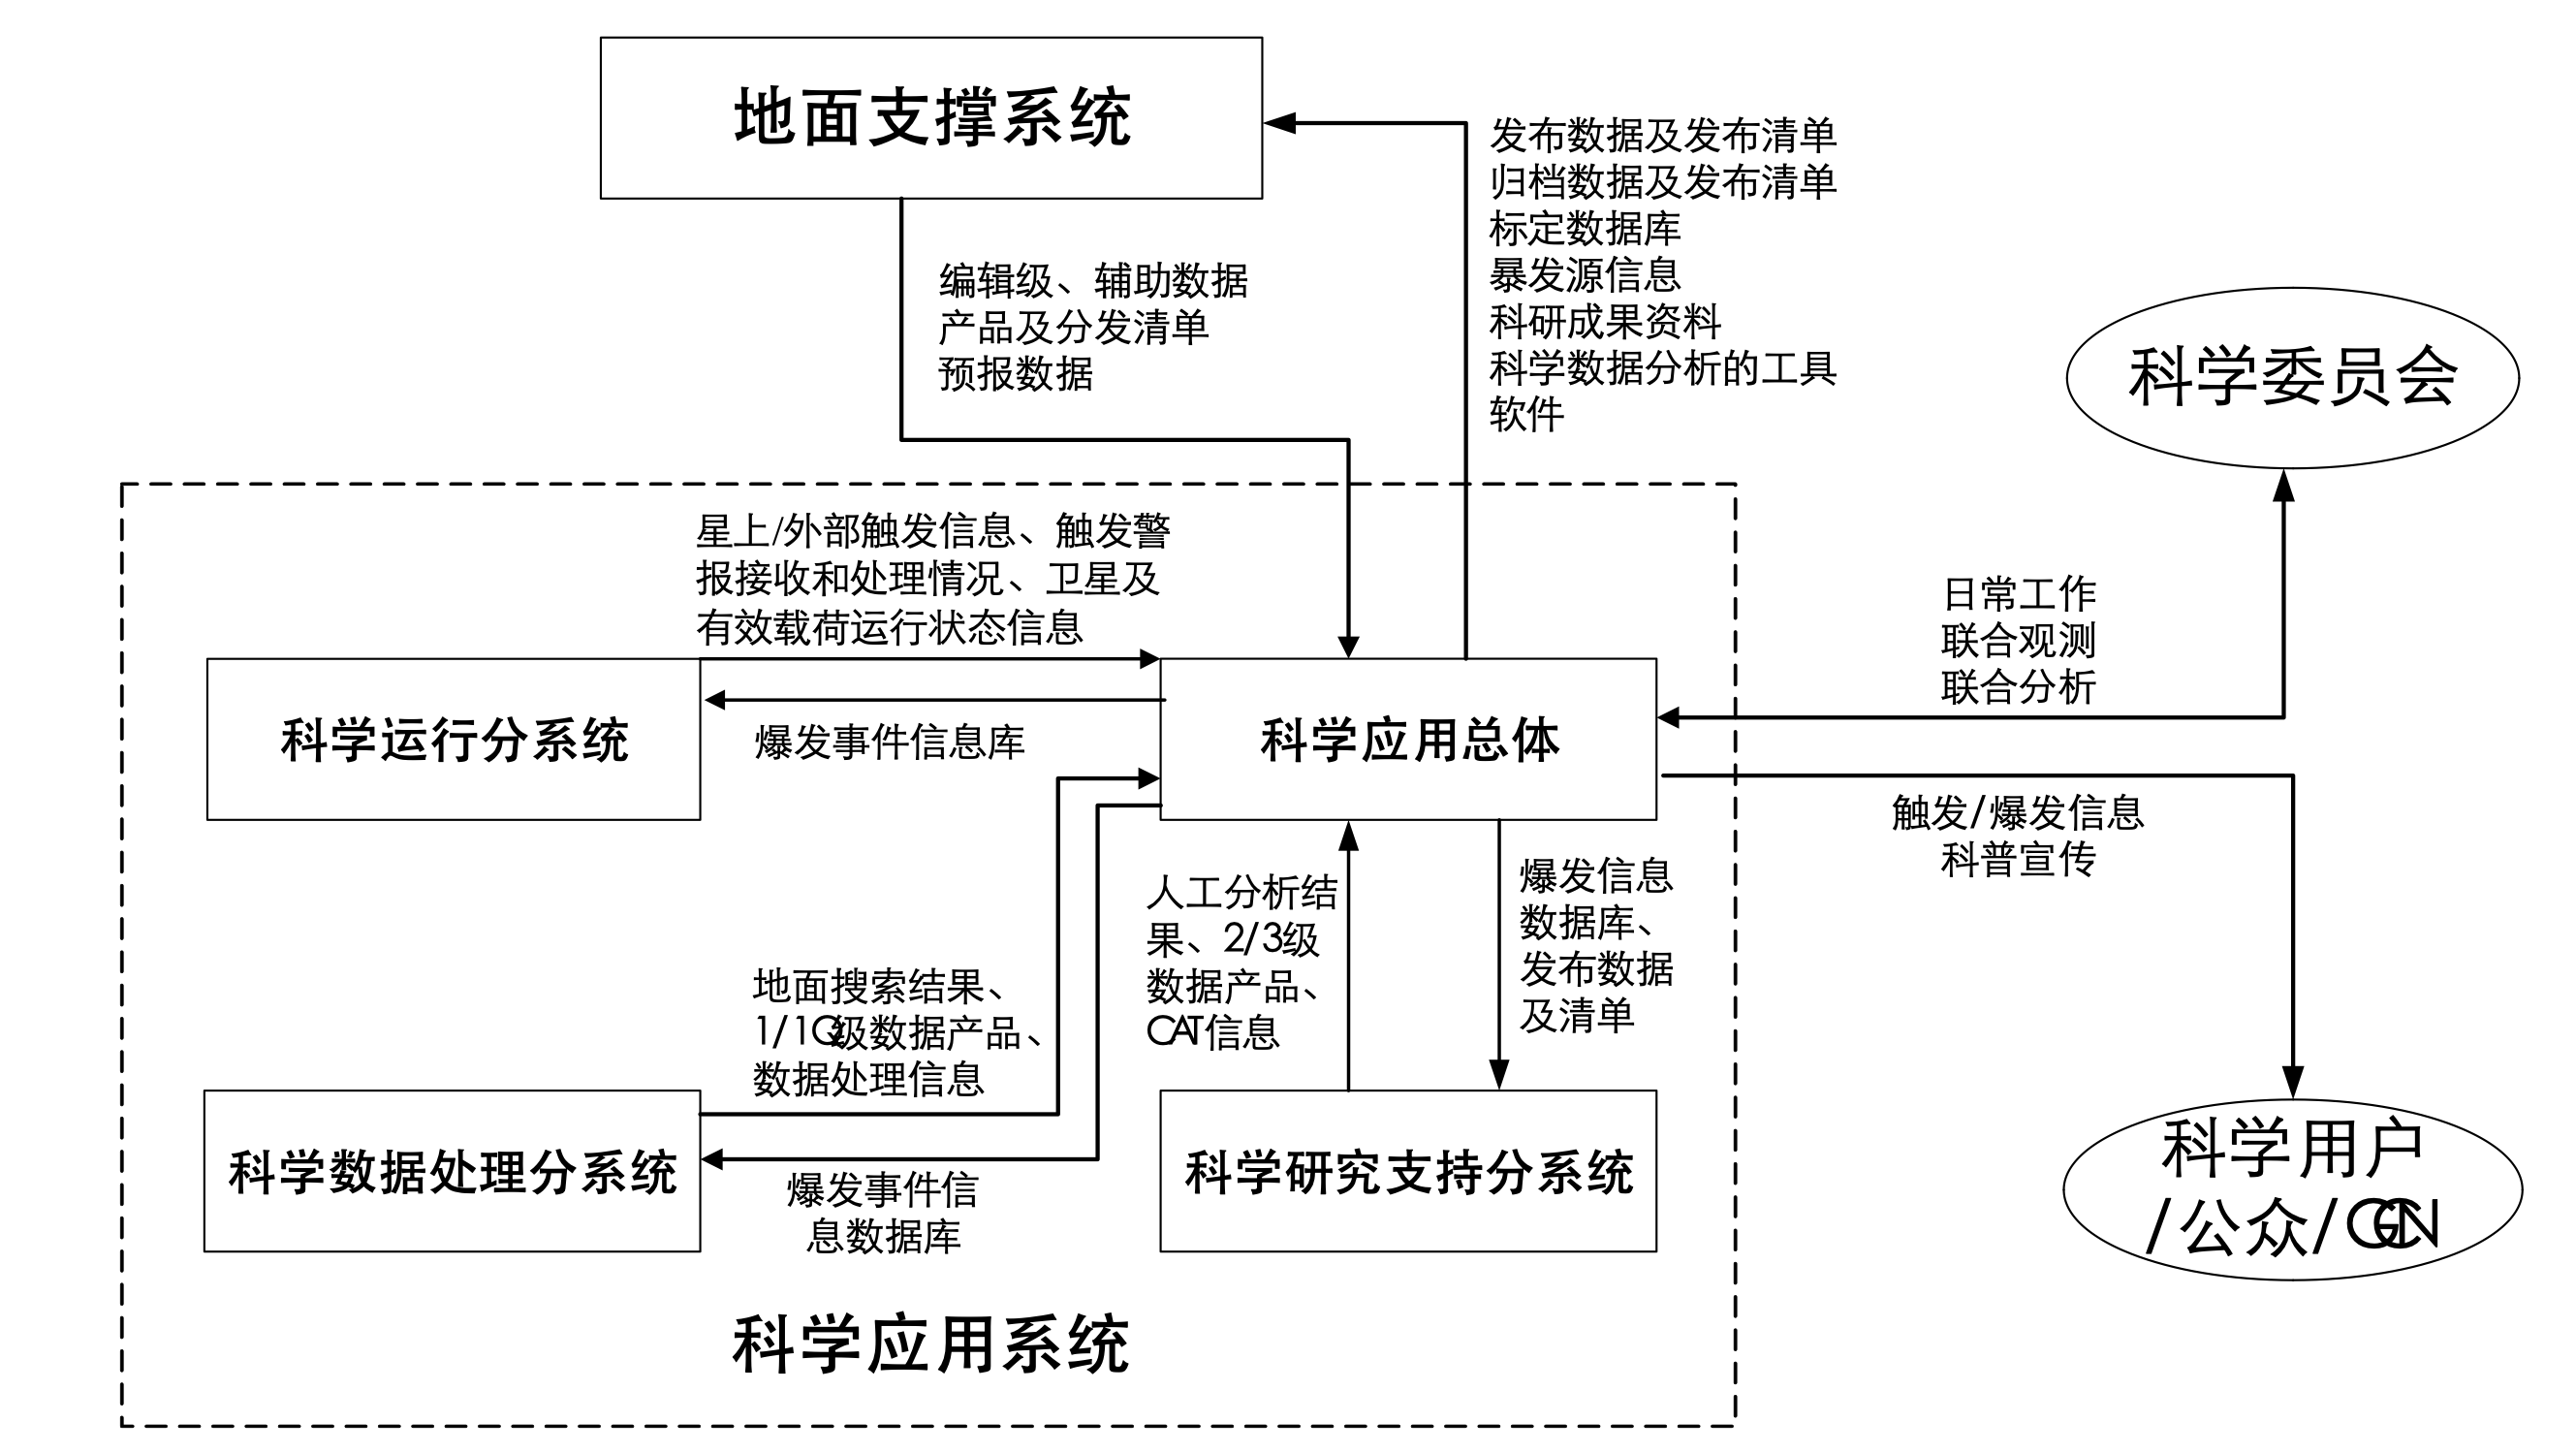 地面支撑系统
发布数据及发布清单
归档数据及发布清单
标定数据库
暴发源信息
科研成果资料
科学数据分析的工具
软件
编辑级、辅助数据
产品及分发清单
预报数据
科学委员会
星上/外部触发信息、触发警
报接收和处理情况、卫星及
有效载荷运行状态信息
日常工作
联合观测
联合分析
科学运行分系统
爆发事件信息库
科学应用总体
触发/爆发信息
科普宣传
人工分析结
果、2/3级
数据产品、
CAT信息
爆发信息
数据库、
发布数据
及清单
地面搜索结果、
1/1Q级数据产品、
数据处理信息
科学数据处理分系统
爆发事件信
息数据库
科学研究支持分系统
科学用户
/公众/GCN
科学应用系统